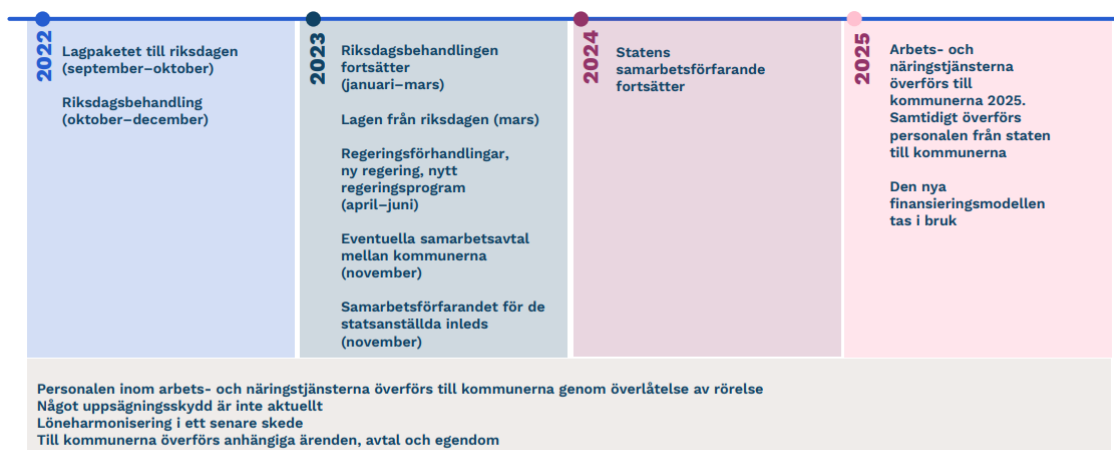 2022
Lagpaketet till riksdagen
(september–oktober)
Riksdagsbehandling
(oktober–december)
2023
Riksdagsbehandlingen
fortsätter
(januari–mars)
Lagen från riksdagen (mars)
Regeringsförhandlingar,
ny regering, nytt
regeringsprogram
(april–juni)
Eventuella samarbetsavtal
mellan kommunerna
(november)
Samarbetsförfarandet för de
statsanställda inleds
(november)
2024
Statens
samarbetsförfarande
fortsätter
2025
Arbets- och
näringstjänsterna
överförs till
kommunerna 2025.
Samtidigt överförs
personalen från staten
till kommunerna
Den nya
finansieringsmodellen
tas i bruk
Personalen inom arbets- och näringstjänsterna överförs till kommunerna genom överlåtelse av rörelse
Något uppsägningsskydd är inte aktuellt
Löneharmonisering i ett senare skede
Till kommunerna överförs anhängiga ärenden, avtal och egendom